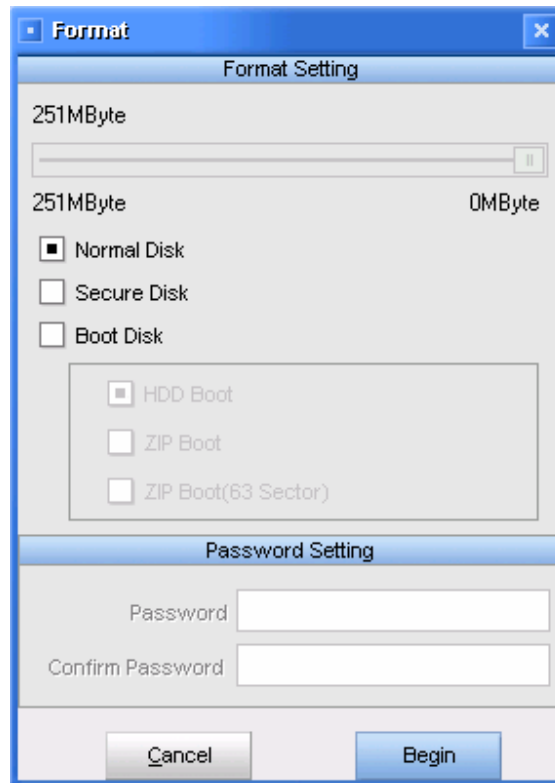 Format
Format Setting
251MByte
251MByte 0MByte
Normal Disk
Secure Disk
Boot Disk
HDD Boot
ZIP Boot
ZIP Boot(63 Sector)
Password Setting
Password
Confirm Password
Cancel Begin